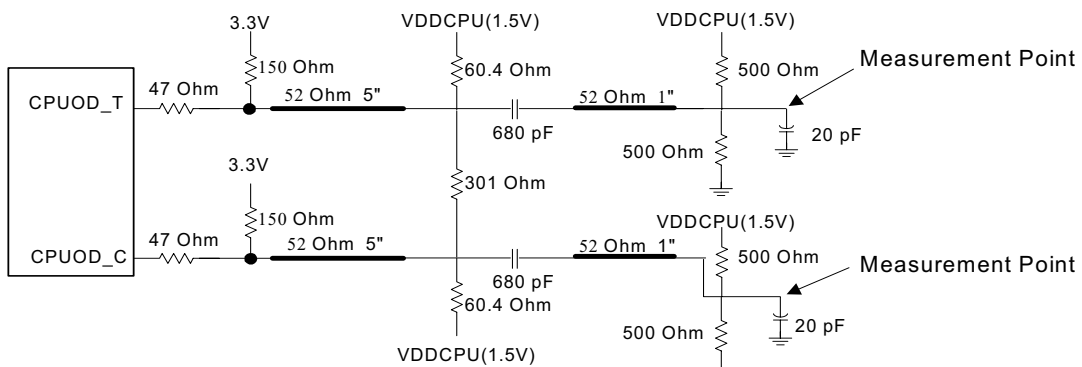 3.3V
VDDCPU(1.5V)
VDDCPU(1.5V)
Measurement Point
150 Ohm
60.4 Ohm
500 Ohm
47 Ohm
CPUOD_T
52 Ohm 5"
52 Ohm 1"
680 pF
20 pF
500 Ohm
3.3V
301 Ohm
150 Ohm
VDDCPU(1.5V)
47 Ohm
CPUOD_C
52 Ohm 5"
52 Ohm 1"
500 Ohm
Measurement Point
680 pF
60.4 Ohm
20 pF
500 Ohm
VDDCPU(1.5V)